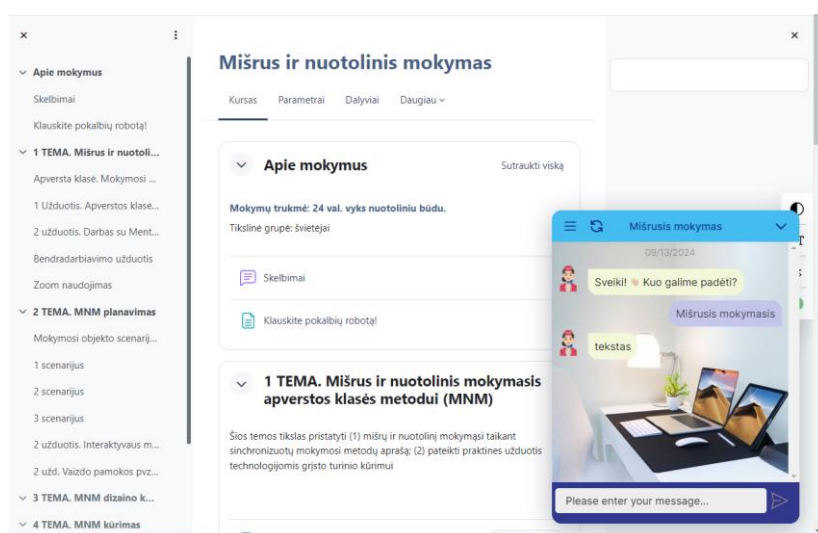 Apie mokymus
Skelbimai
Klauskite pokalbių robotą!
1 TEMA. Mišrus ir nuotoli...
Apversta klasė. Mokymosi ...
1 Užduotis. Apverstos klasė...
2 užduotis. Darbas su Ment...
Bendradarbiavimo užduotis
Zoom naudojimas
2 TEMA. MNM planavimas
Mokymosi objekto scenarij...
1 scenarijus
2 scenarijus
3 scenarijus
2 užduotis. Interaktyvaus m...
2 užd. Vaizdo pamokos pvz...
3 TEMA. MNM dizaino k...
4 TEMA. MNM kūrimas
Mišrus ir nuotolinis mokymas
Kursas Parametrai Dalyviai Daugiau
Apie mokymus Sutraukti viską
Mokymų trukmė: 24 val. vyks nuotoliniu būdu.
Tikslinė grupė: švietėjai
Skelbimai
Klauskite pokalbių robotą!
1 TEMA. Mišrus ir nuotolinis mokymasis
apverstos klasės metodui (MNM)
Šios temos tikslas pristatyti (1) mišrų ir nuotolinį mokymąsi taikant
sinchronizuotų mokymosi metodų aprašą; (2) pateikti praktines užduotis
technologijomis grįsto turinio kūrimui
Mišrusis mokymas
09/13/2024
Sveiki! Kuo galime padėti?
Mišrusis mokymasis
tekstas
Please enter your message...